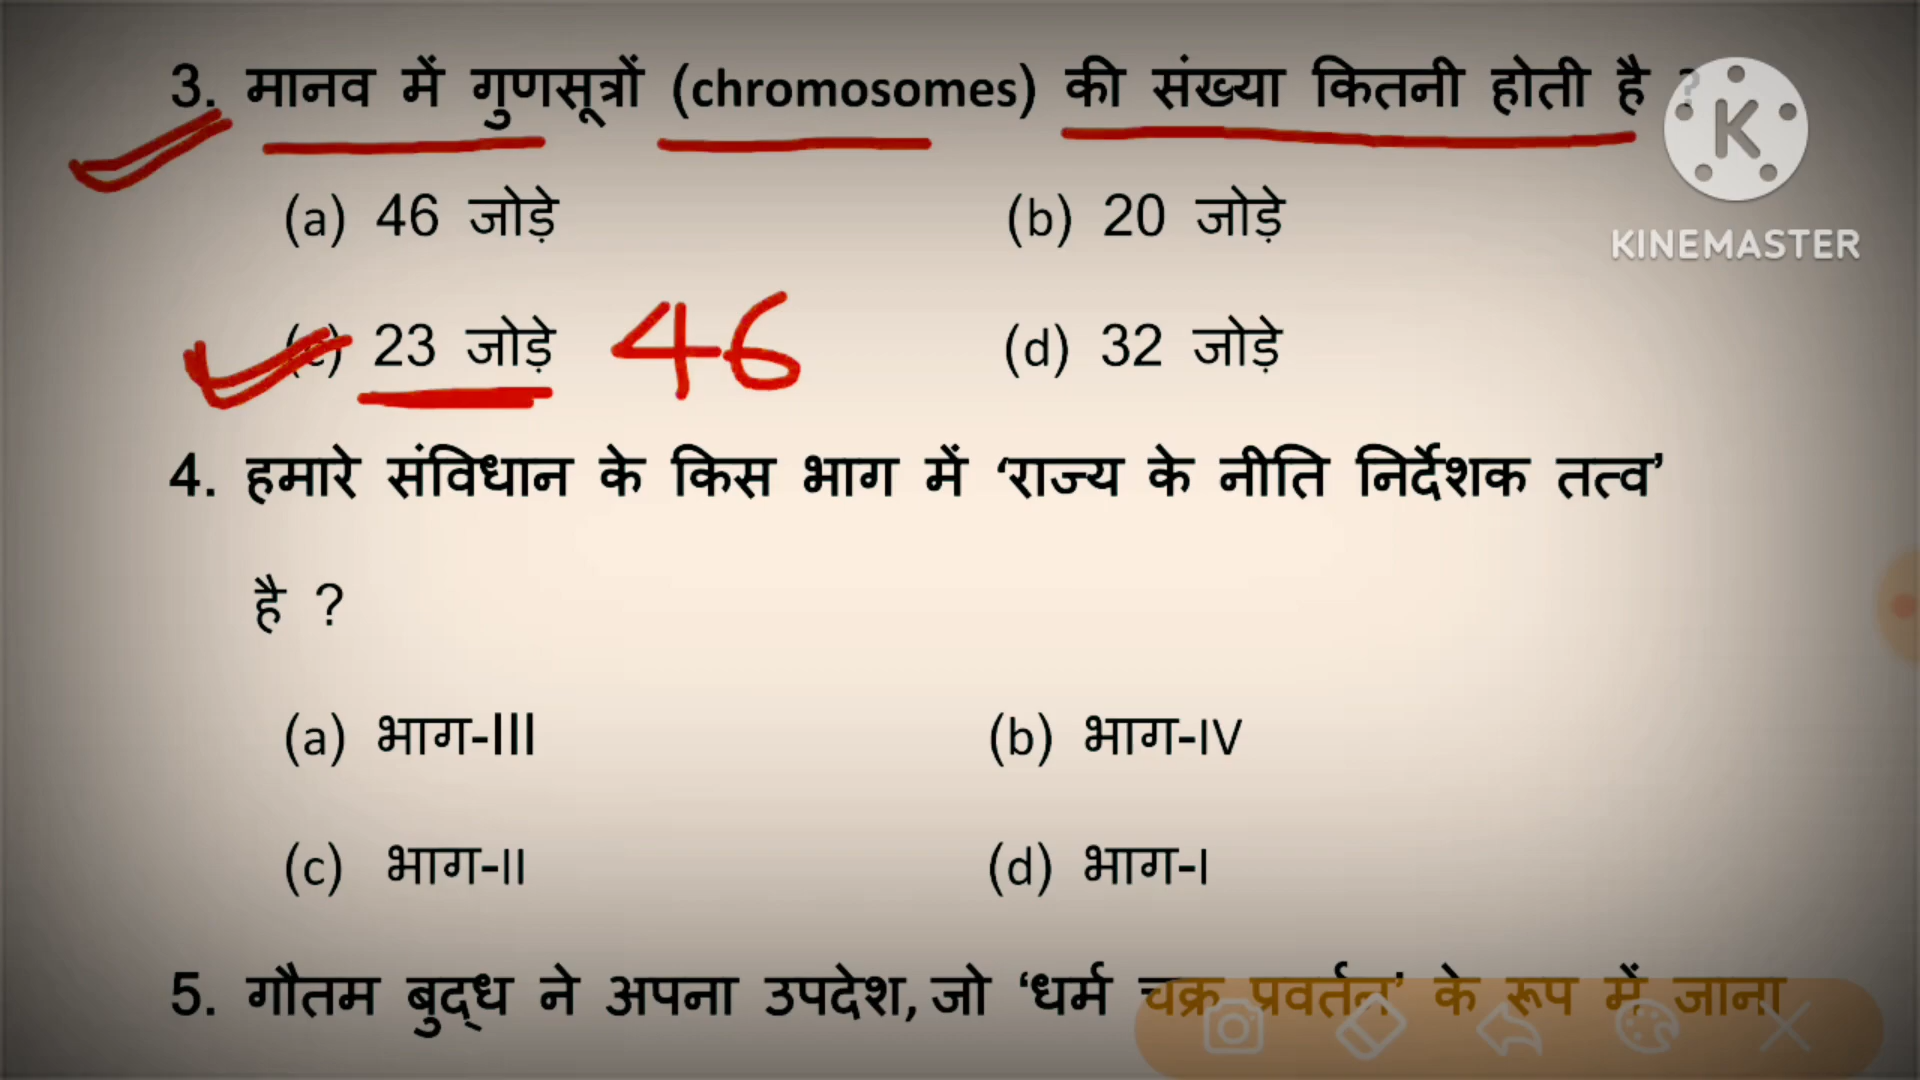 3. मानव में गुणसूत्रों (chromosomes) की संख्या कितनी होती है ?
KINEMASTER
(a) 46 जोड़े (b) 20 जोड़े
(c) 23 जोड़े 46 (d) 32 जोड़े
4. हमारे संविधान के किस भाग में ‘राज्य के नीति निर्देशक तत्व’
है ?
(a) भाग-III (b) भाग-IV
(c) भाग-II (d) भाग-I
5. गौतम बुद्ध ने अपना उपदेश, जो ‘धर्म चक्र प्रवर्तन’ के रूप में जाना